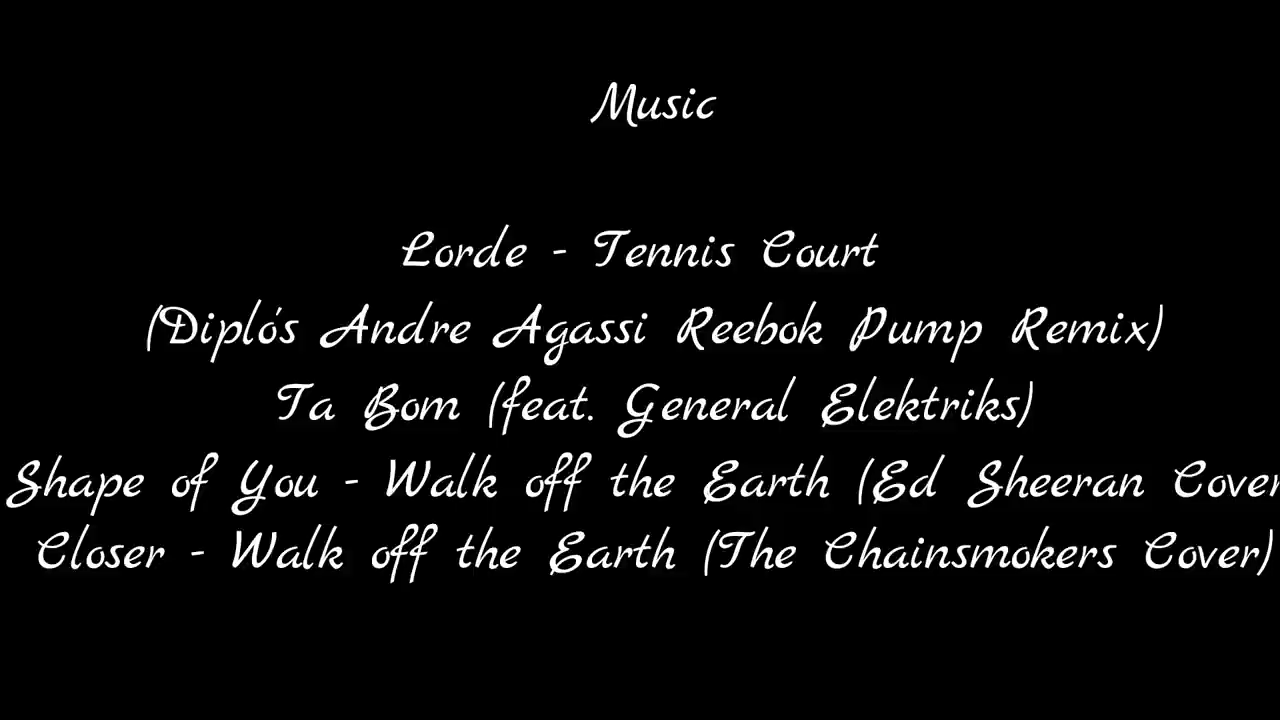 Music
Lorde - Tennis Court
(Diplo's Andre Agassi Reebok Pump Remix)
Ta Bom (feat. General Elektriks)
Shape of You - Walk off the Earth (Ed Sheeran Cover
Closer - Walk off the Earth (The Chainsmokers Cover)